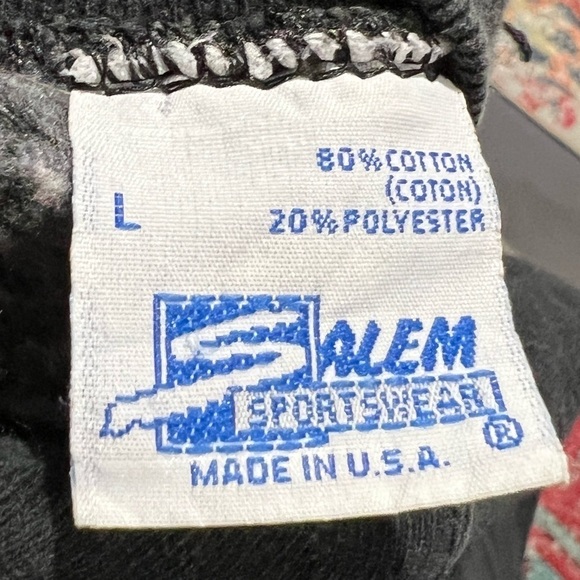 80% COTTON
(COTON)
L
20% POLYESTER
SALEM
SPORTSWEAR
®
MADE IN U.S.A.